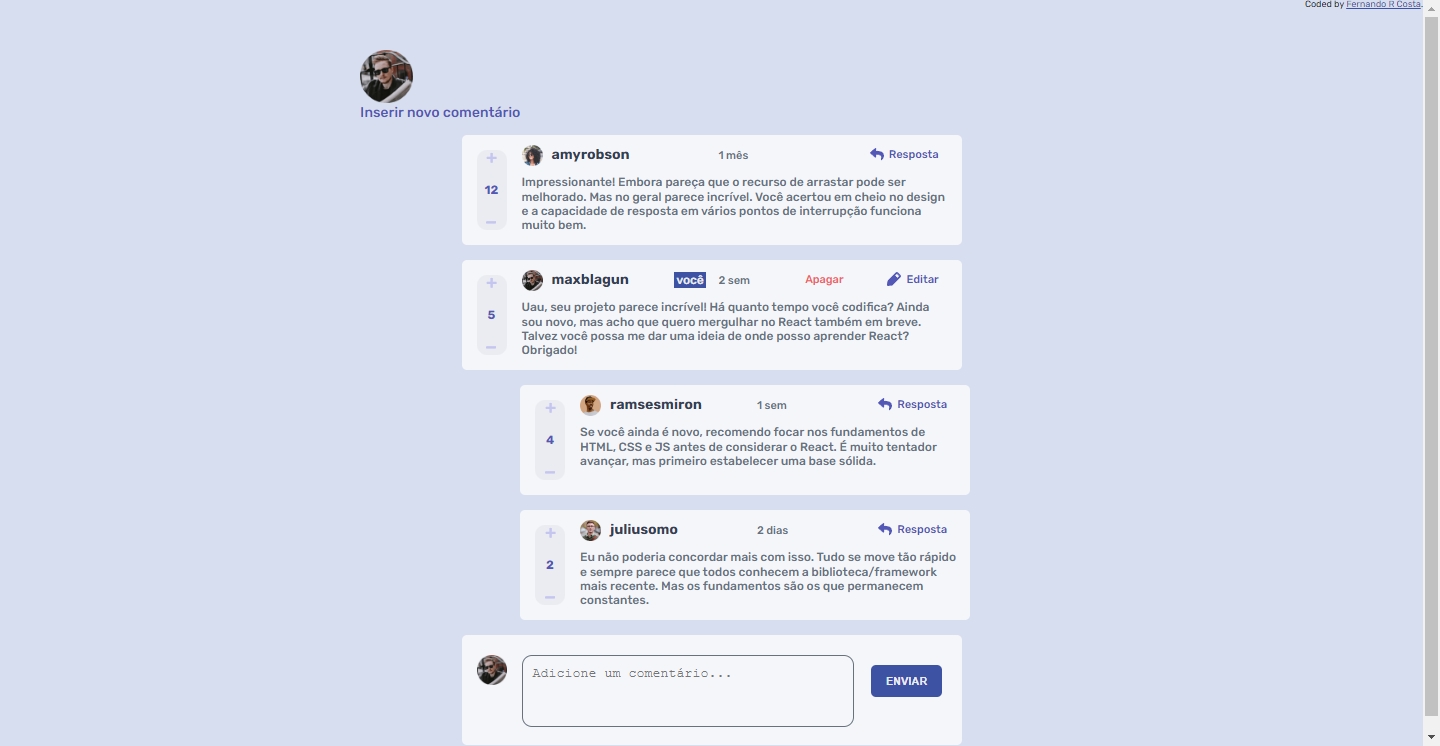 Coded by Fernando R Costa.
Inserir novo comentário
amyrobson 1 mês Resposta
+
12
−
Impressionante! Embora pareça que o recurso de arrastar pode ser
melhorado. Mas no geral parece incrível. Você acertou em cheio no design
e a capacidade de resposta em vários pontos de interrupção funciona
muito bem.
maxblagun você 2 sem Apagar Editar
+
5
−
Uau, seu projeto parece incrível! Há quanto tempo você codifica? Ainda
sou novo, mas acho que quero mergulhar no React também em breve.
Talvez você possa me dar uma ideia de onde posso aprender React?
Obrigado!
ramsesmiron 1 sem Resposta
+
4
−
Se você ainda é novo, recomendo focar nos fundamentos de
HTML, CSS e JS antes de considerar o React. É muito tentador
avançar, mas primeiro estabelecer uma base sólida.
juliusomo 2 dias Resposta
+
2
−
Eu não poderia concordar mais com isso. Tudo se move tão rápido
e sempre parece que todos conhecem a biblioteca/framework
mais recente. Mas os fundamentos são os que permanecem
constantes.
Adicione um comentário...
ENVIAR